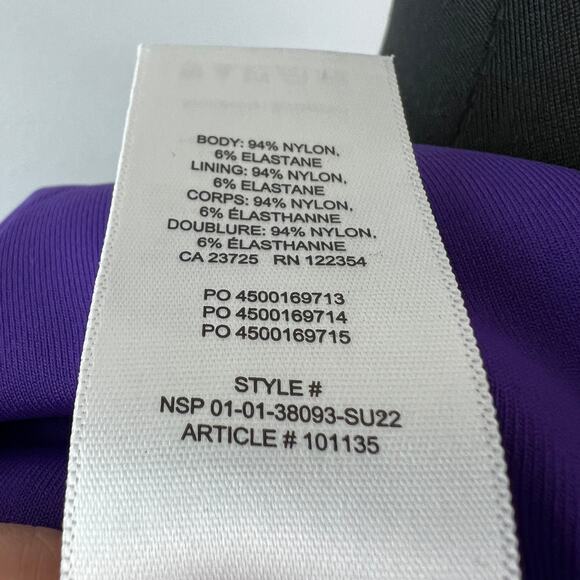 BODY: 94% NYLON,
6% ELASTANE
LINING: 94% NYLON,
6% ELASTANE
CORPS: 94% NYLON,
6% ÉLASTHANNE
DOUBLURE: 94% NYLON,
6% ÉLASTHANNE
CA 23725 RN 122354
PO 4500169713
PO 4500169714
PO 4500169715
STYLE #
NSP 01-01-38093-SU22
ARTICLE # 101135